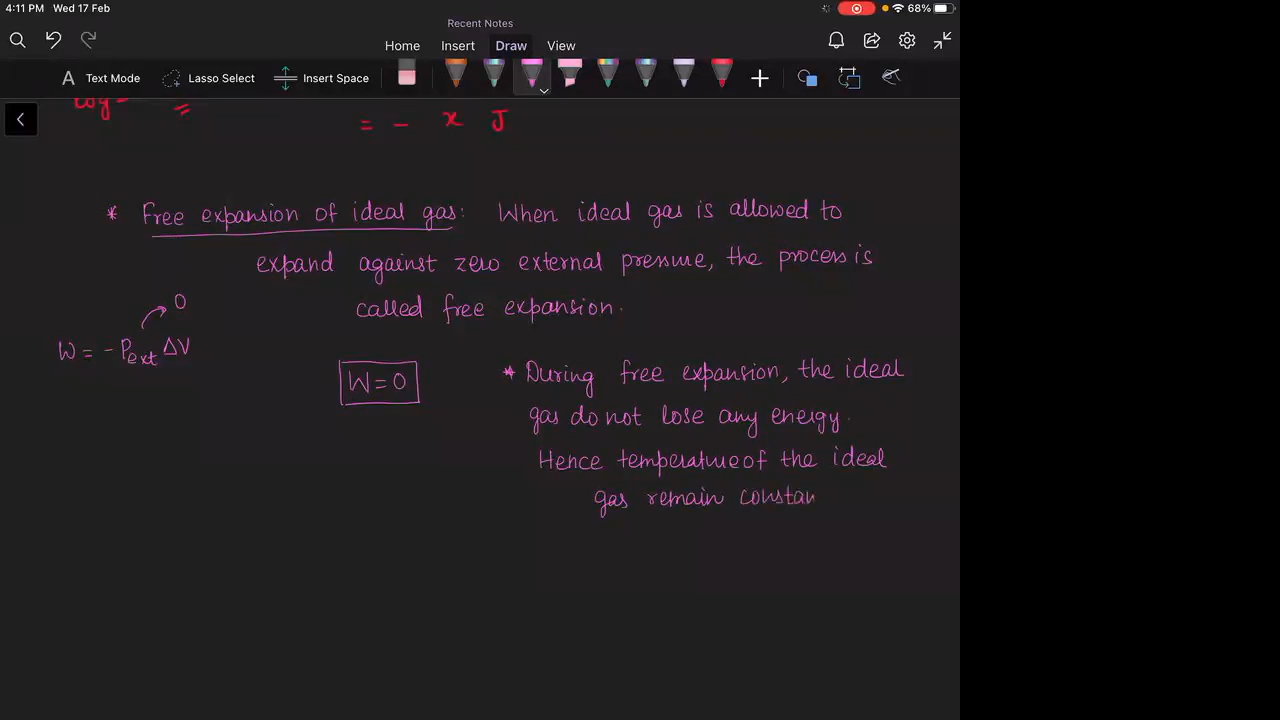 4:11 PM Wed 17 Feb
68%
Recent Notes
Home Insert Draw View
Text Mode Lasso Select Insert Space
=
= - x J
* Free expansion of ideal gas: When ideal gas is allowed to
expand against zero external pressure, the process is
called free expansion.
0
W = - Pext ΔV
W = 0
* During free expansion, the ideal
gas do not lose any energy.
Hence temperature of the ideal
gas remain constan